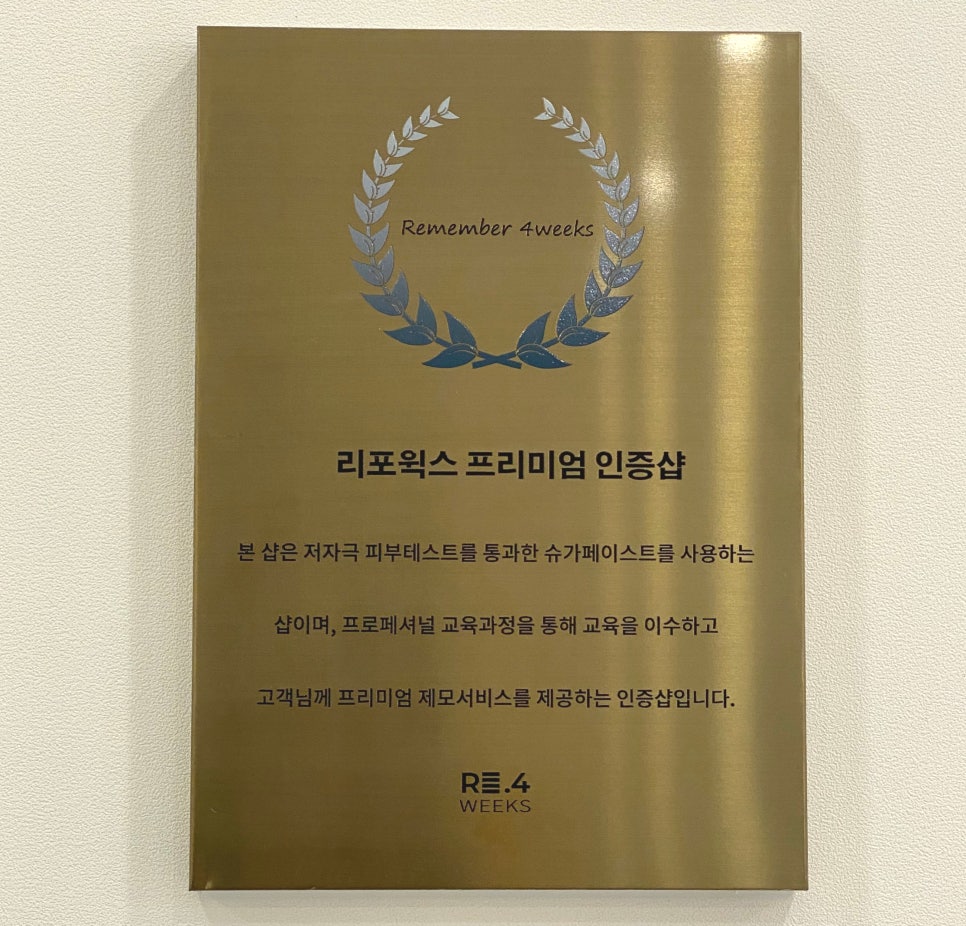 Remember 4weeks
리포윅스 프리미엄 인증샵
본 샵은 저자극 피부테스트를 통과한 슈가페이스트를 사용하는
샵이며, 프로페셔널 교육과정을 통해 교육을 이수하고
고객님께 프리미엄 제모서비스를 제공하는 인증샵입니다.
RE.4
WEEKS